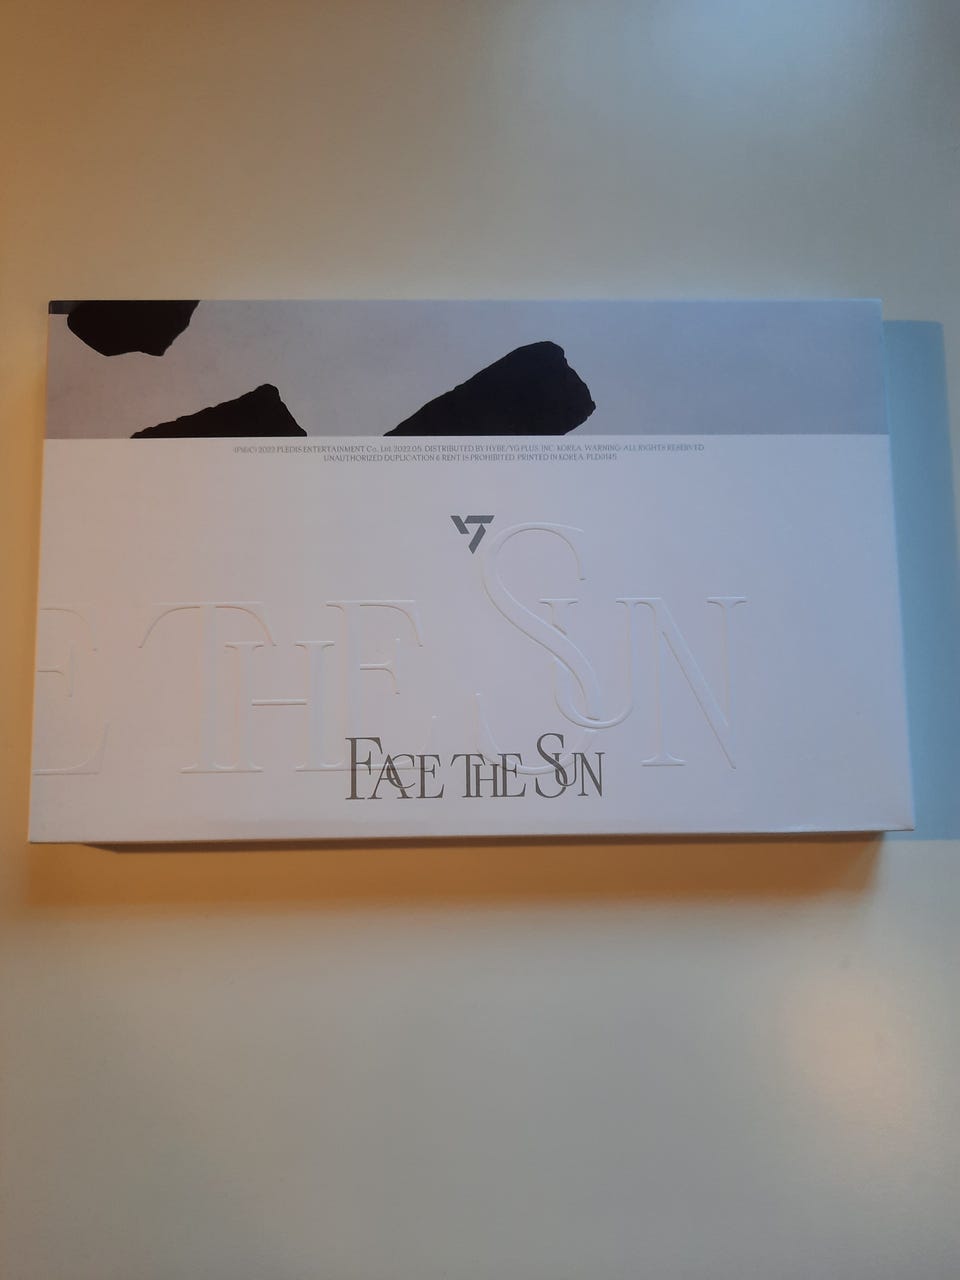 (P)&(C) 2022 PLEDIS ENTERTAINMENT Co., Ltd. 2022.05. DISTRIBUTED BY HYBE/YG PLUS, INC. KOREA. WARNING: ALL RIGHTS RESERVED.
UNAUTHORIZED DUPLICATION & RENT IS PROHIBITED. PRINTED IN KOREA. PLD0145
E THE SUN
FACE THE SUN